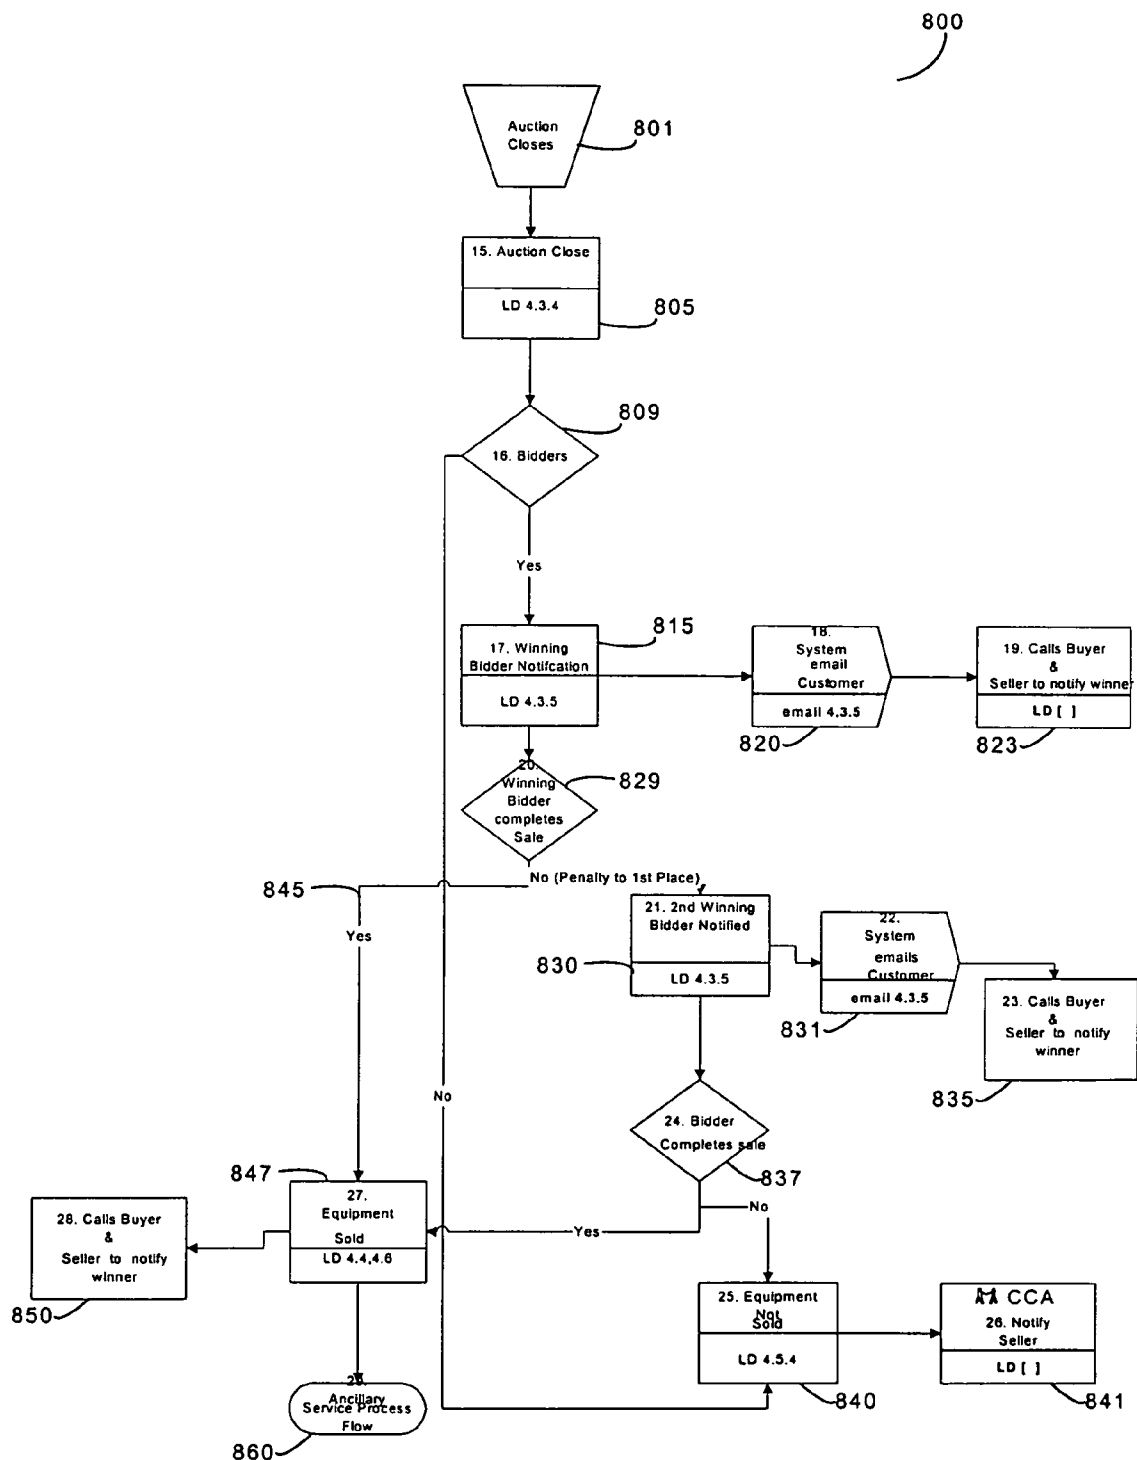 800
Auction
Closes
801
15. Auction Close
LD 4.3.4
805
809
16. Bidders
Yes
815
17. Winning
Bidder Notifcation
LD 4.3.5
18.
System
email
Customer
email 4.3.5
820
19. Calls Buyer
&
Seller to notify winner
LD [ ]
823
20.
Winning
Bidder
completes
Sale
829
No (Penalty to 1st Place)
845
Yes
21. 2nd Winning
Bidder Notified
LD 4.3.5
830
22.
System
emails
Customer
email 4.3.5
831
23. Calls Buyer
&
Seller to notify
winner
835
No
24. Bidder
Completes sale
837
847
27.
Equipment
Sold
LD 4.4,4.6
Yes
No
28. Calls Buyer
&
Seller to notify
winner
850
25. Equipment
Not
Sold
LD 4.5.4
840
CCA
26. Notify
Seller
LD [ ]
841
29.
Ancillary
Service Process
Flow
860